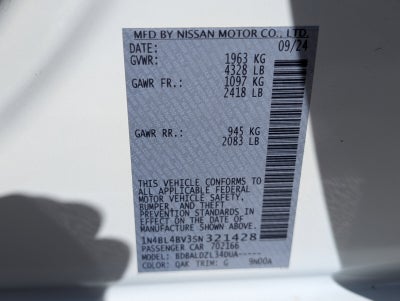 MFD BY NISSAN MOTOR CO., LTD.
DATE: 09/24
GVWR: 1963 KG
4328 LB
GAWR FR.: 1097 KG
2418 LB
GAWR RR.: 945 KG
2083 LB
THIS VEHICLE CONFORMS TO
ALL APPLICABLE FEDERAL
MOTOR VEHICLE SAFETY,
BUMPER, AND THEFT
PREVENTION STANDARDS IN
EFFECT ON THE DATE OF
MANUFACTURE SHOWN ABOVE.
1N4BL4BV3SN321428
PASSENGER CAR 702166
MODEL: BDBALDZL34DUA-----
COLOR: QAK TRIM: G 9N00A